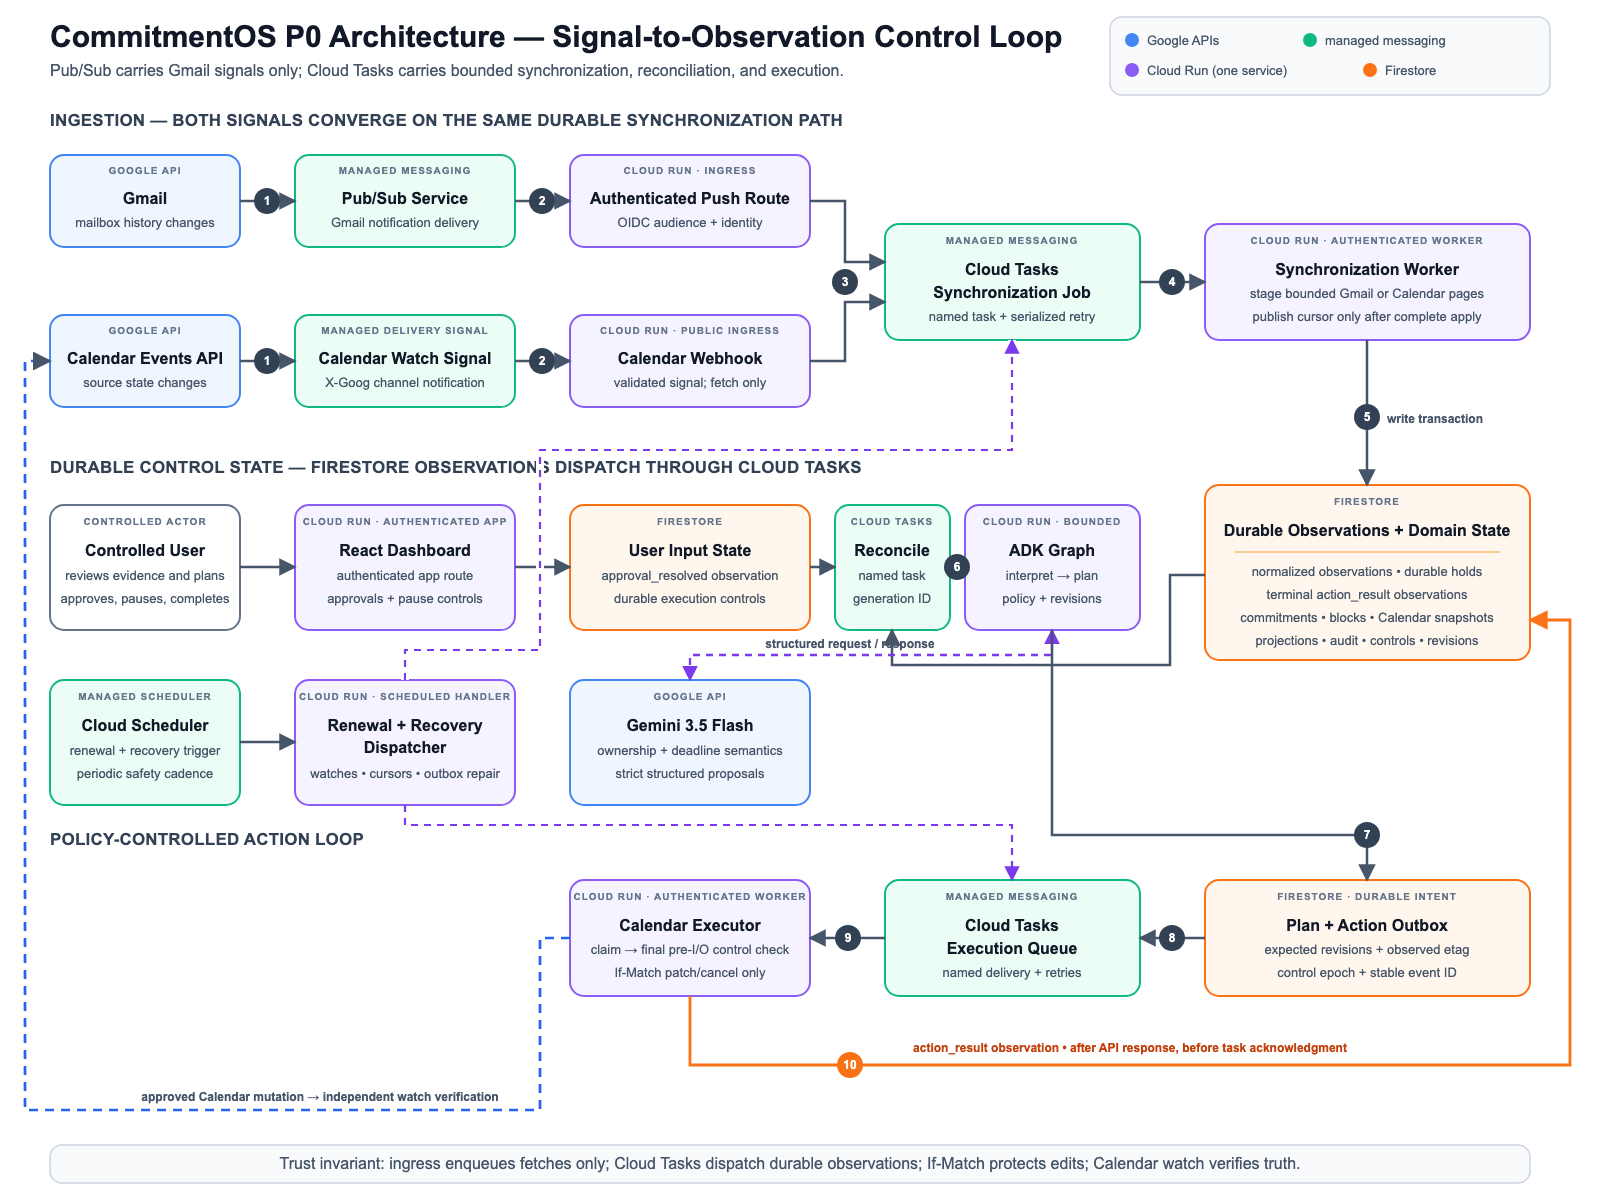 CommitmentOS P0 Architecture — Signal-to-Observation Control Loop
Pub/Sub carries Gmail signals only; Cloud Tasks carries bounded synchronization, reconciliation, and execution.
Google APIs
managed messaging
Cloud Run (one service)
Firestore
INGESTION — BOTH SIGNALS CONVERGE ON THE SAME DURABLE SYNCHRONIZATION PATH
GOOGLE API
Gmail
mailbox history changes
1
MANAGED MESSAGING
Pub/Sub Service
Gmail notification delivery
2
CLOUD RUN · INGRESS
Authenticated Push Route
OIDC audience + identity
GOOGLE API
Calendar Events API
source state changes
1
MANAGED DELIVERY SIGNAL
Calendar Watch Signal
X-Goog channel notification
2
CLOUD RUN · PUBLIC INGRESS
Calendar Webhook
validated signal; fetch only
3
MANAGED MESSAGING
Cloud Tasks
Synchronization Job
named task + serialized retry
4
CLOUD RUN · AUTHENTICATED WORKER
Synchronization Worker
stage bounded Gmail or Calendar pages
publish cursor only after complete apply
5
write transaction
DURABLE CONTROL STATE — FIRESTORE OBSERVATIONS DISPATCH THROUGH CLOUD TASKS
CONTROLLED ACTOR
Controlled User
reviews evidence and plans
approves, pauses, completes
CLOUD RUN · AUTHENTICATED APP
React Dashboard
authenticated app route
approvals + pause controls
FIRESTORE
User Input State
approval_resolved observation
durable execution controls
CLOUD TASKS
Reconcile
named task
generation ID
6
CLOUD RUN · BOUNDED
ADK Graph
interpret → plan
policy + revisions
FIRESTORE
Durable Observations + Domain State
normalized observations • durable holds
terminal action_result observations
commitments • blocks • Calendar snapshots
projections • audit • controls • revisions
structured request / response
MANAGED SCHEDULER
Cloud Scheduler
renewal + recovery trigger
periodic safety cadence
CLOUD RUN · SCHEDULED HANDLER
Renewal + Recovery
Dispatcher
watches • cursors • outbox repair
GOOGLE API
Gemini 3.5 Flash
ownership + deadline semantics
strict structured proposals
POLICY-CONTROLLED ACTION LOOP
7
CLOUD RUN · AUTHENTICATED WORKER
Calendar Executor
claim → final pre-I/O control check
If-Match patch/cancel only
9
MANAGED MESSAGING
Cloud Tasks
Execution Queue
named delivery + retries
8
FIRESTORE · DURABLE INTENT
Plan + Action Outbox
expected revisions + observed etag
control epoch + stable event ID
action_result observation • after API response, before task acknowledgment
10
approved Calendar mutation → independent watch verification
Trust invariant: ingress enqueues fetches only; Cloud Tasks dispatch durable observations; If-Match protects edits; Calendar watch verifies truth.